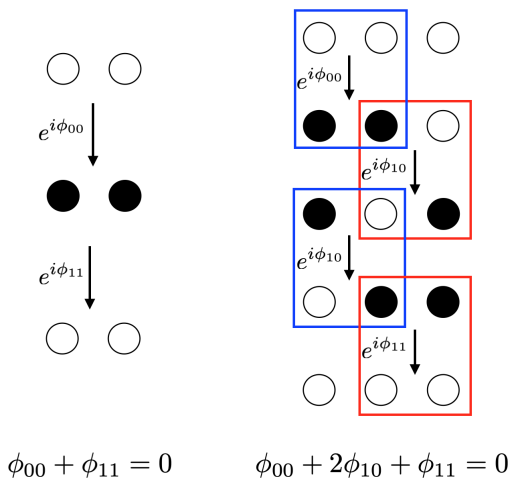 e^{iϕ_{00}}
e^{iϕ_{11}}
ϕ_{00} + ϕ_{11} = 0
e^{iϕ_{00}}
e^{iϕ_{10}}
e^{iϕ_{10}}
e^{iϕ_{11}}
ϕ_{00} + 2ϕ_{10} + ϕ_{11} = 0